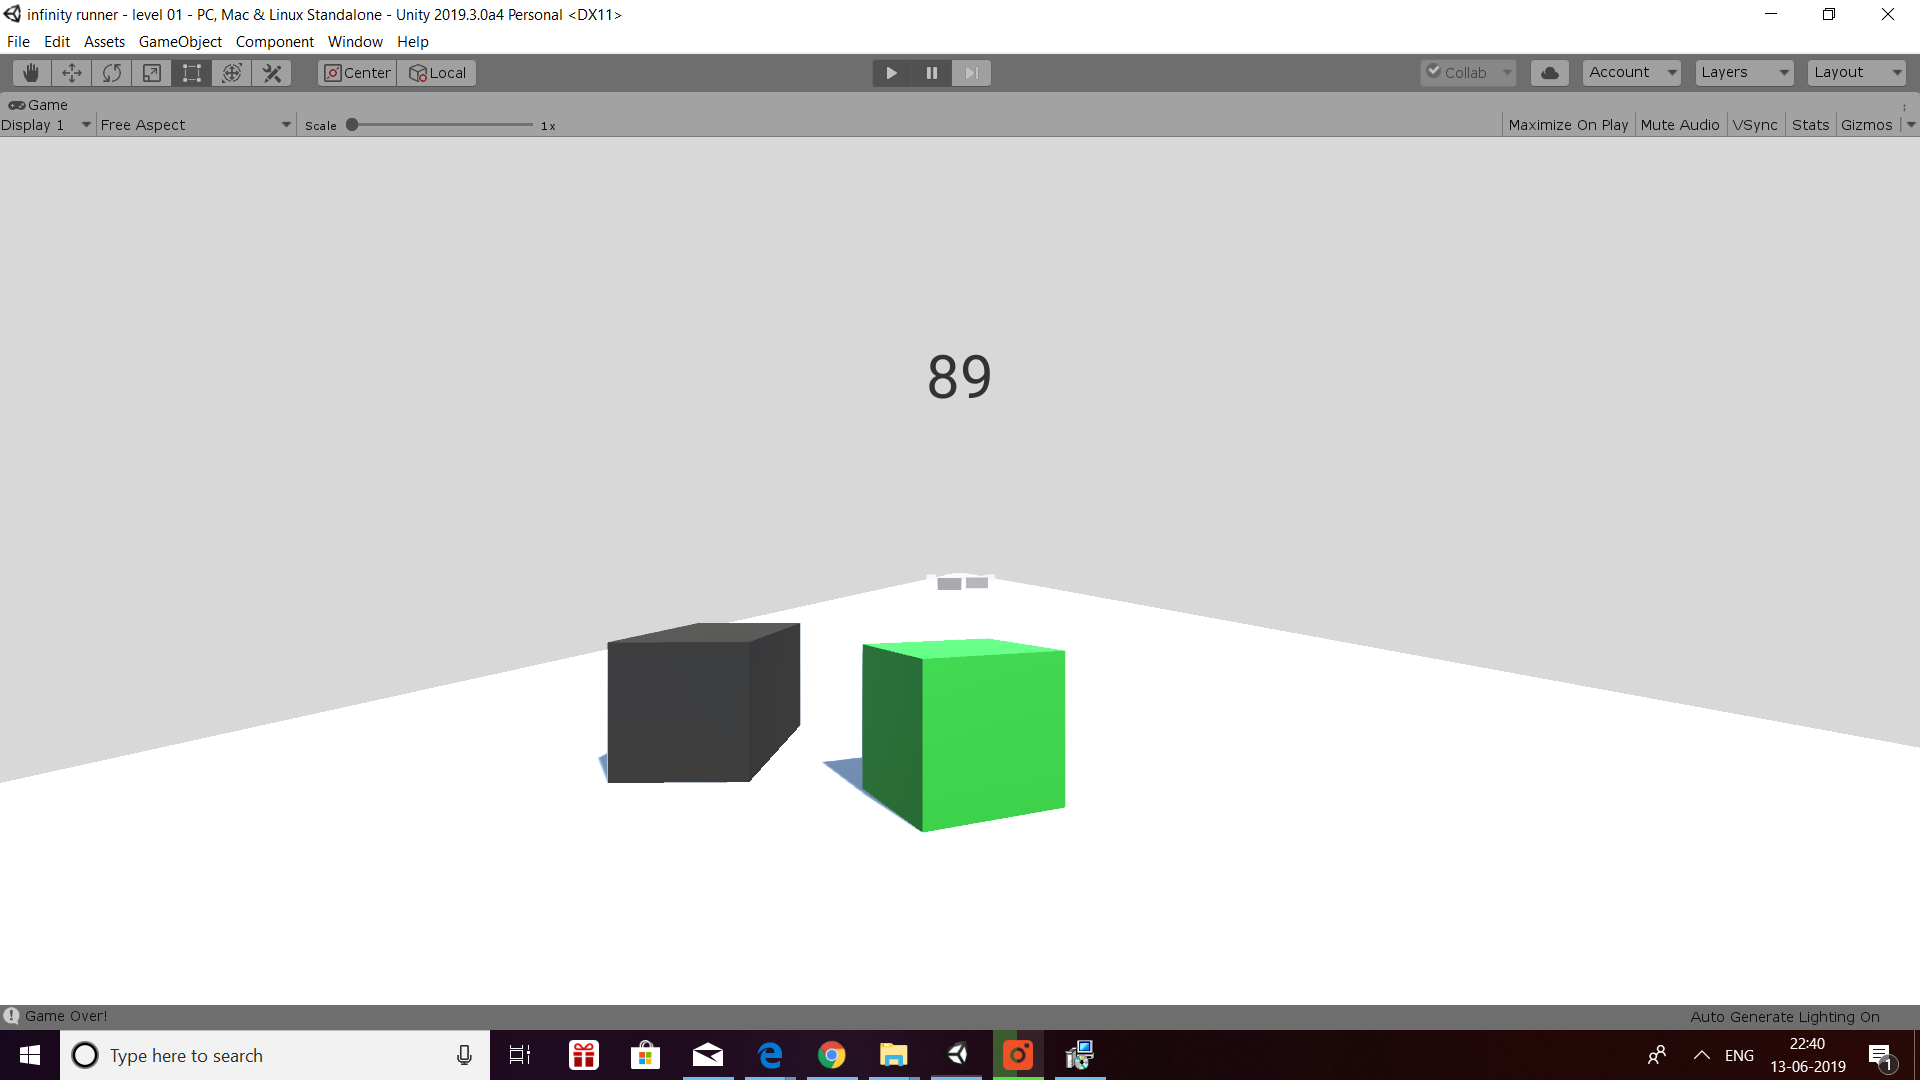 infinity runner - level 01 - PC, Mac & Linux Standalone - Unity 2019.3.0a4 Personal <DX11>
File Edit Assets GameObject Component Window Help
Center Local Collab Account Layers Layout
Game
Display 1 Free Aspect Scale 1x Maximize On Play Mute Audio VSync Stats Gizmos
89
Game Over!
Auto Generate Lighting On
Type here to search
ENG
22:40
13-06-2019
1